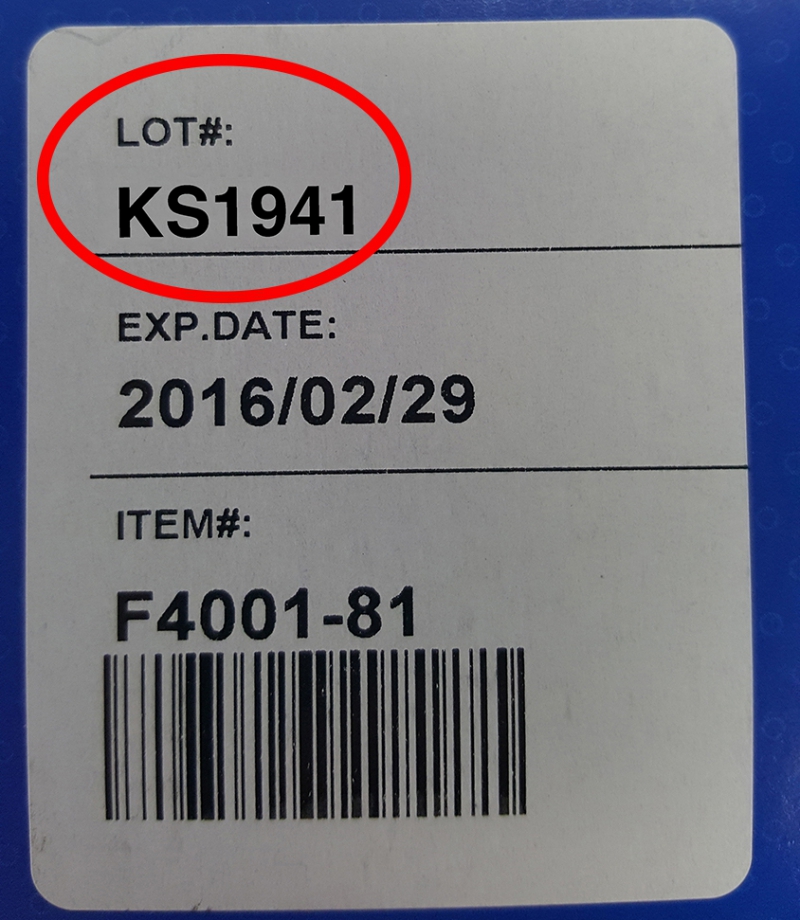 LOT#:
KS1941
EXP.DATE:
2016/02/29
ITEM#:
F4001-81